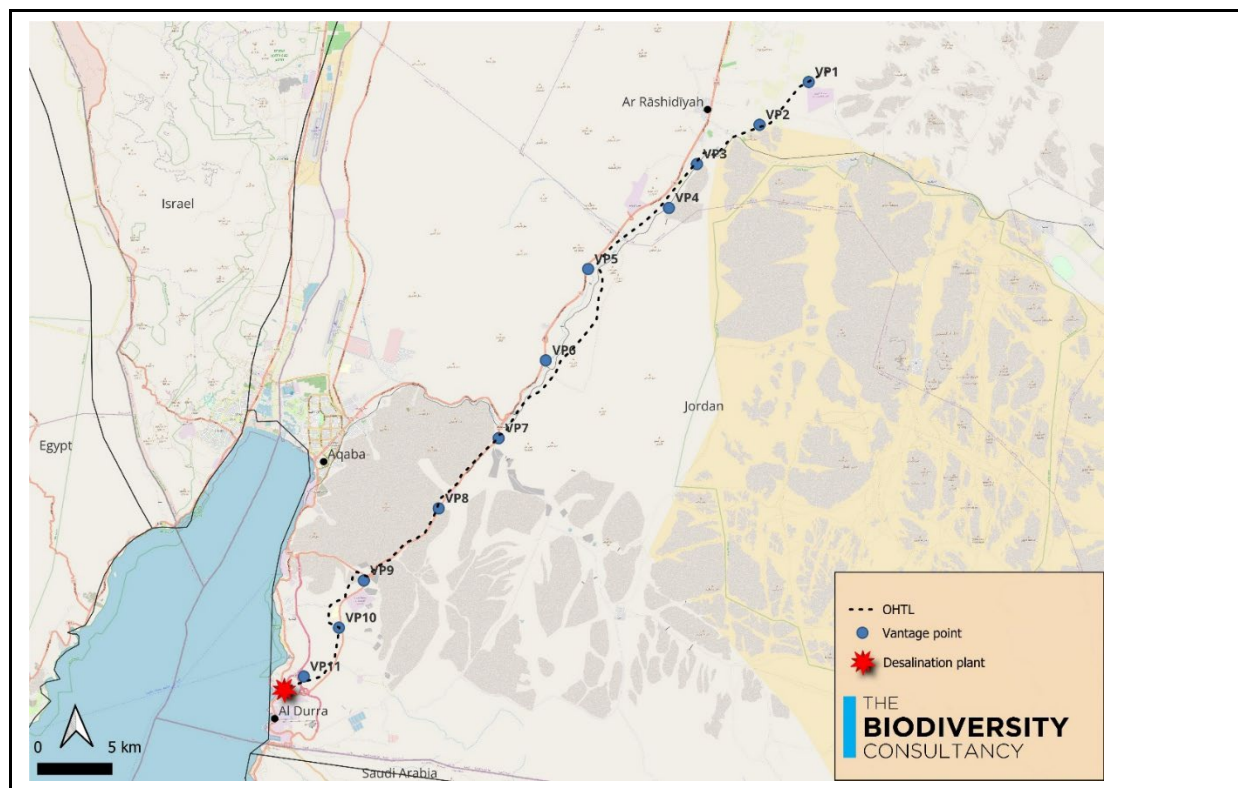 VP1
Ar Rāshidīyah
VP2
VP3
VP4
Israel
VP5
VP6
Jordan
VP7
Egypt
Aqaba
VP8
VP9
VP10
VP11
Al Durra
0 5 km
Saudi Arabia
OHTL
Vantage point
Desalination plant
THE
BIODIVERSITY
CONSULTANCY